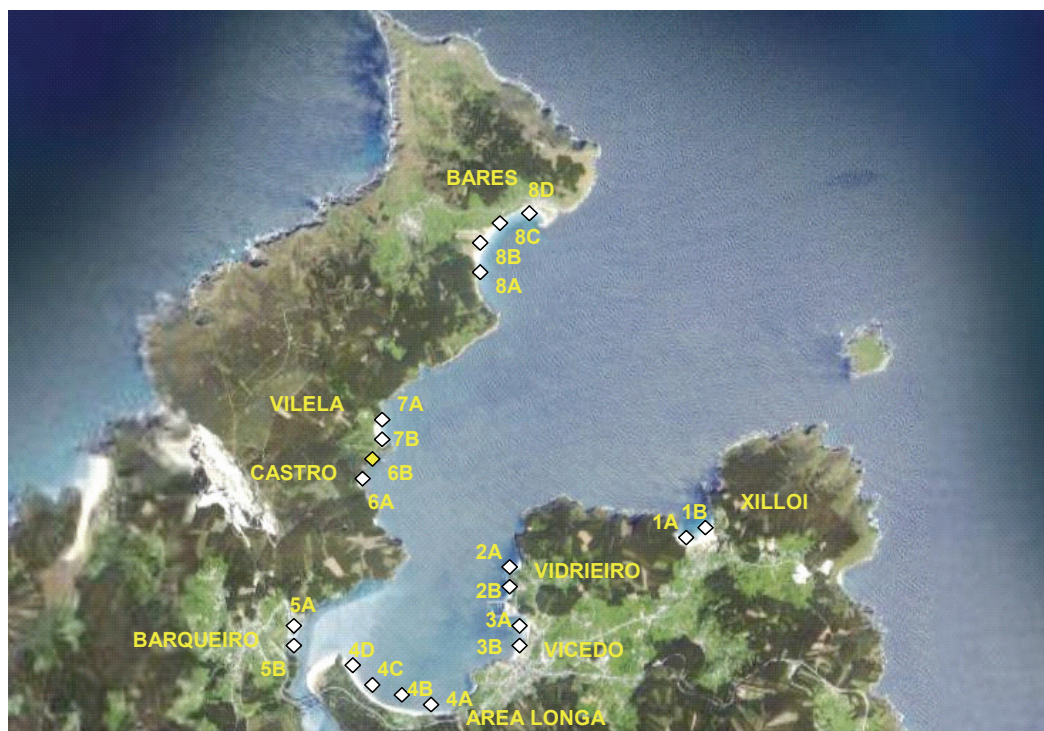 BARES
8D
8C
8B
8A
VILELA
7A
7B
CASTRO
6B
6A
XILLOI
1B
1A
2A
VIDRIEIRO
2B
5A
3A
BARQUEIRO
3B
VICEDO
5B
4D
4C
4B
4A
AREA LONGA